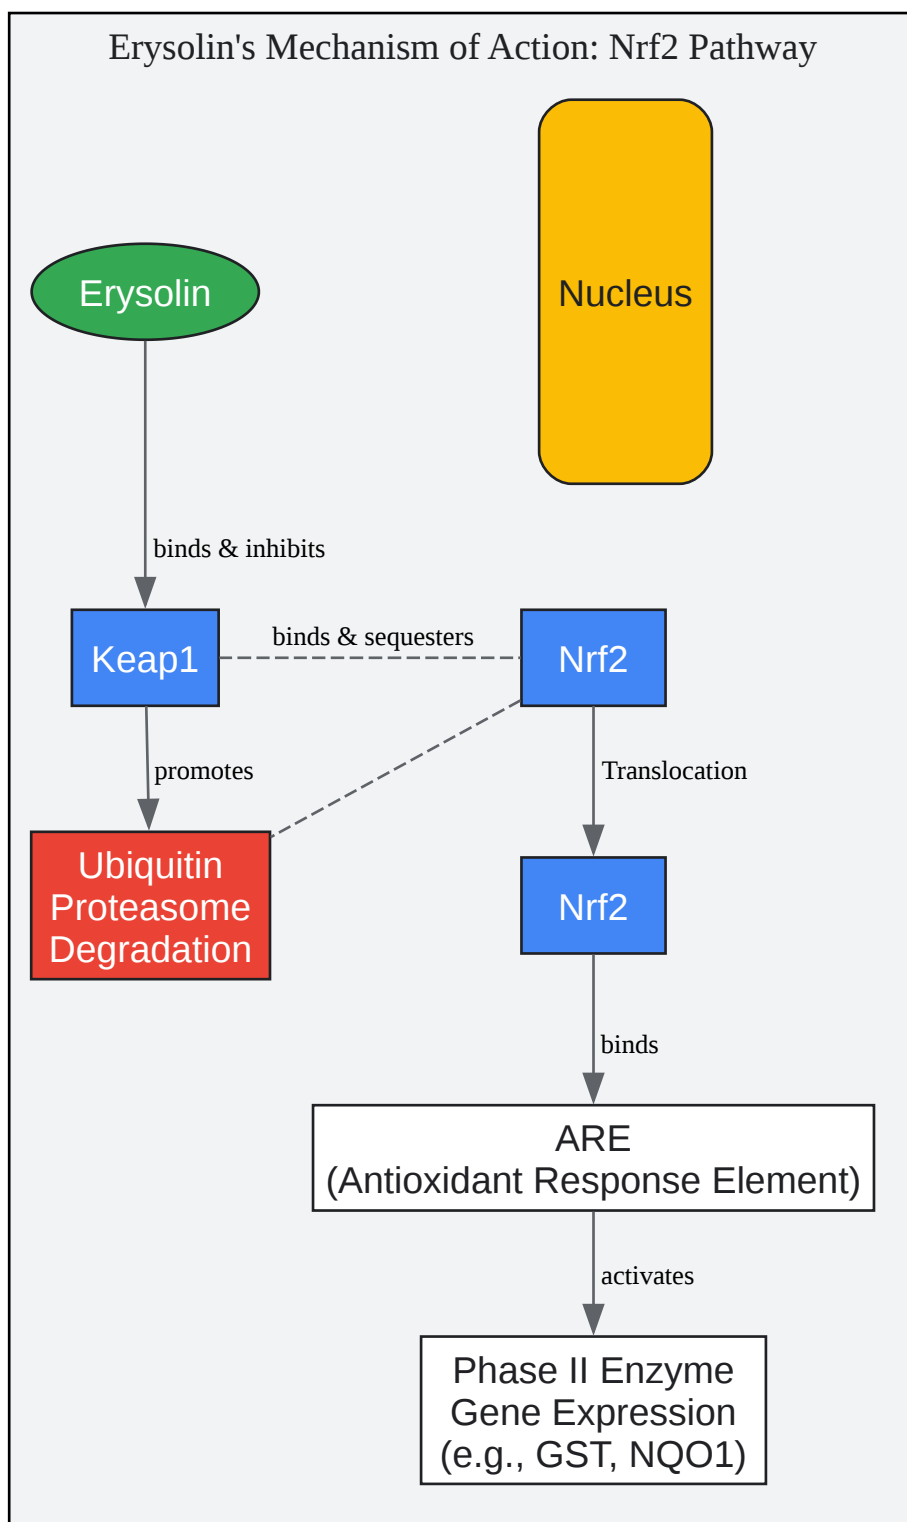 Erysolin's Mechanism of Action: Nrf2 Pathway
Erysolin
Nucleus
binds & inhibits
Keap1
binds & sequesters
Nrf2
promotes
Translocation
Ubiquitin
Proteasome
Degradation
Nrf2
binds
ARE
(Antioxidant Response Element)
activates
Phase II Enzyme
Gene Expression
(e.g., GST, NQO1)